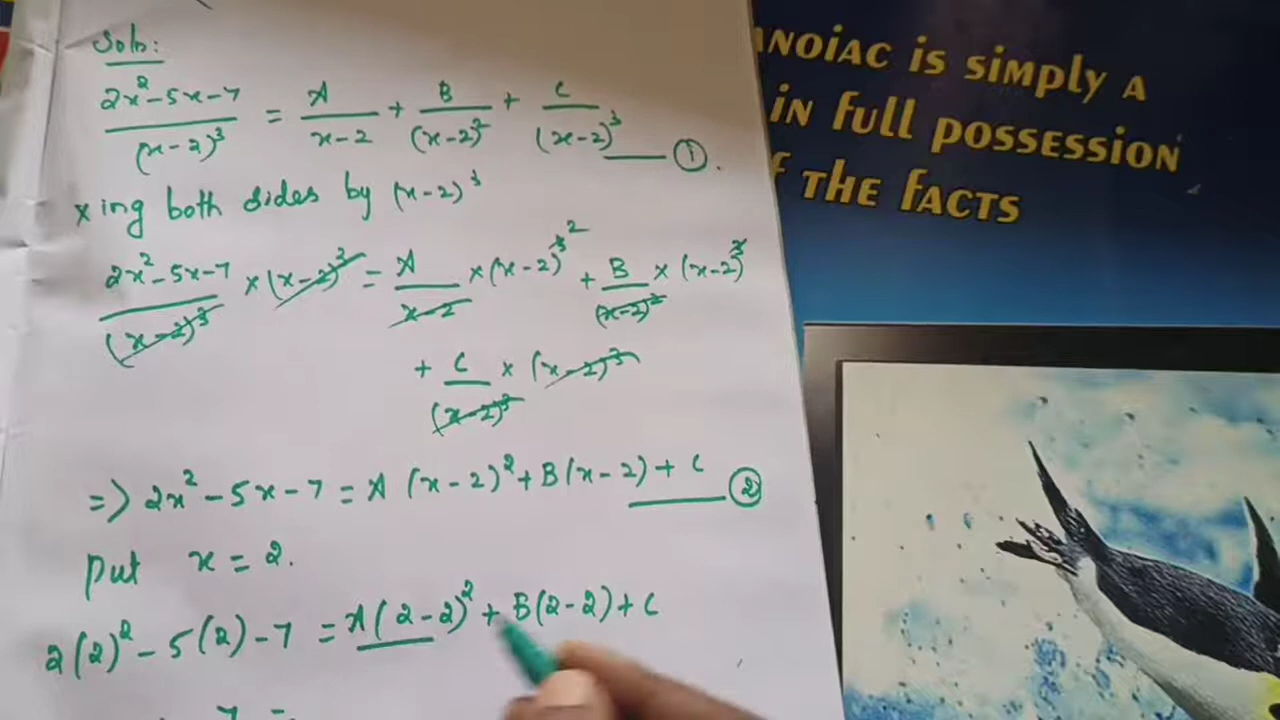 Soln:
2x²-5x-7/(x-2)³ = A/x-2 + B/(x-2)² + C/(x-2)³ ①.
xing both sides by (x-2)³
2x²-5x-7/(x-2)³ × (x-2)³ = A/x-2 × (x-2)³ ² + B/(x-2)² × (x-2)³
+ C/(x-2)³ × (x-2)³
=> 2x²-5x-7 = A (x-2)² + B(x-2) + C ②
put x = 2.
2(2)² - 5(2) - 7 = A(2-2)² + B(2-2) + C
7 =
NOIAC iS Simply A
iN full possession
THE fACTS